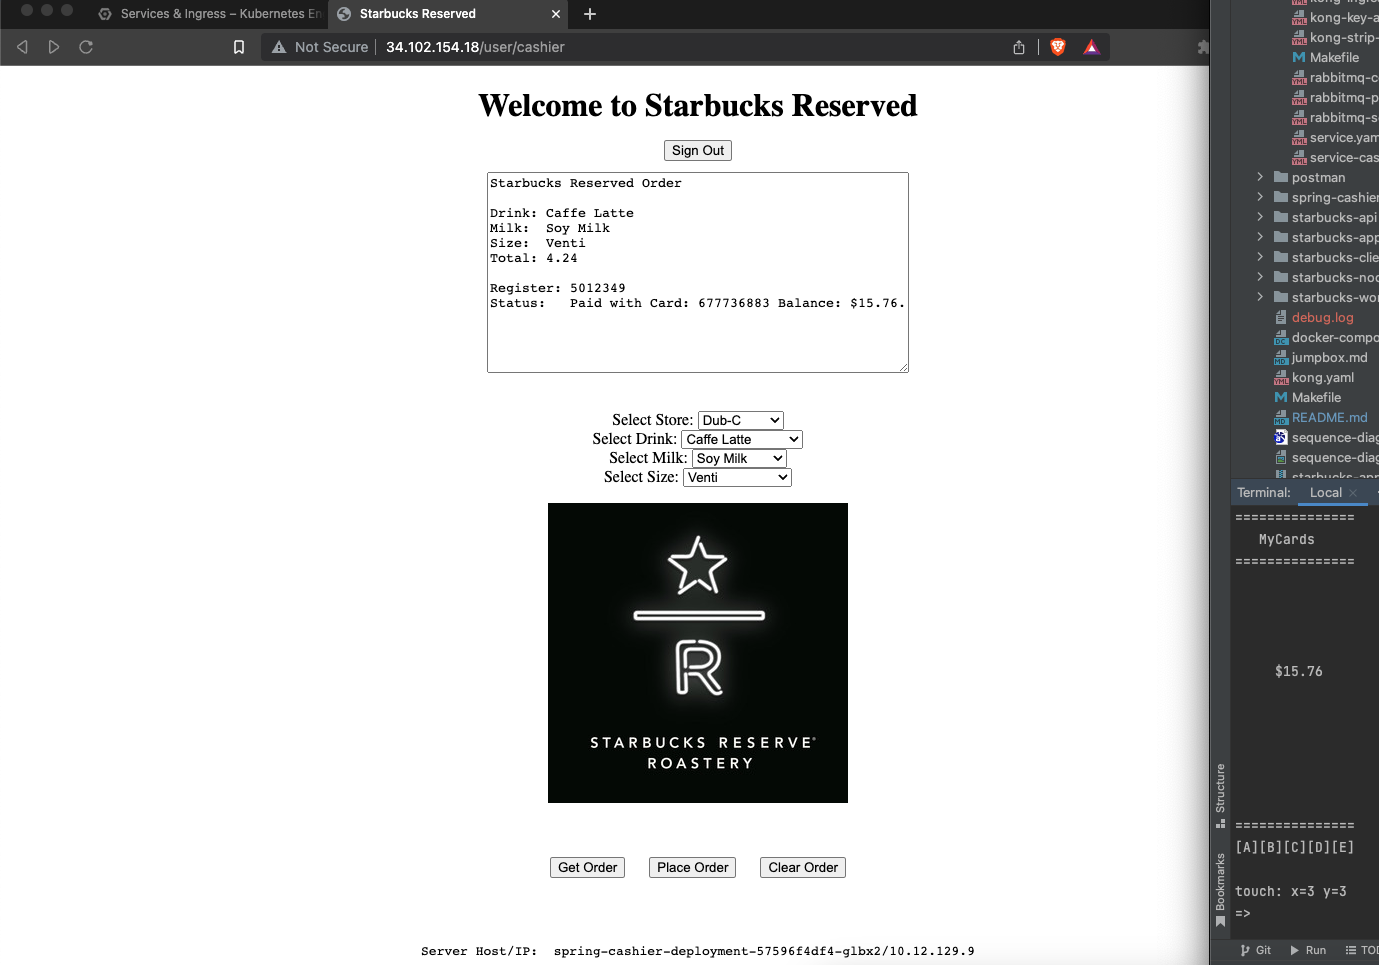 Services & Ingress – Kubernetes En
Starbucks Reserved
Not Secure
34.102.154.18/user/cashier
Welcome to Starbucks Reserved
Sign Out
Starbucks Reserved Order
Drink: Caffe Latte
Milk: Soy Milk
Size: Venti
Total: 4.24
Register: 5012349
Status: Paid with Card: 677736883 Balance: $15.76.
Select Store: Dub-C
Select Drink: Caffe Latte
Select Milk: Soy Milk
Select Size: Venti
R
STARBUCKS RESERVE®
ROASTERY
Get Order
Place Order
Clear Order
Server Host/IP: spring-cashier-deployment-57596f4df4-glbx2/10.12.129.9
kong-key-a
kong-strip-
Makefile
rabbitmq-c
rabbitmq-p
rabbitmq-s
service.yam
service-cas
postman
spring-cashier
starbucks-api
starbucks-app
starbucks-clie
starbucks-nod
starbucks-wor
debug.log
docker-compo
jumpbox.md
kong.yaml
Makefile
README.md
sequence-diag
sequence-diag
Terminal: Local
===============
MyCards
===============
$15.76
===============
[A][B][C][D][E]
touch: x=3 y=3
=>
Structure
Bookmarks
Git
Run
TOD